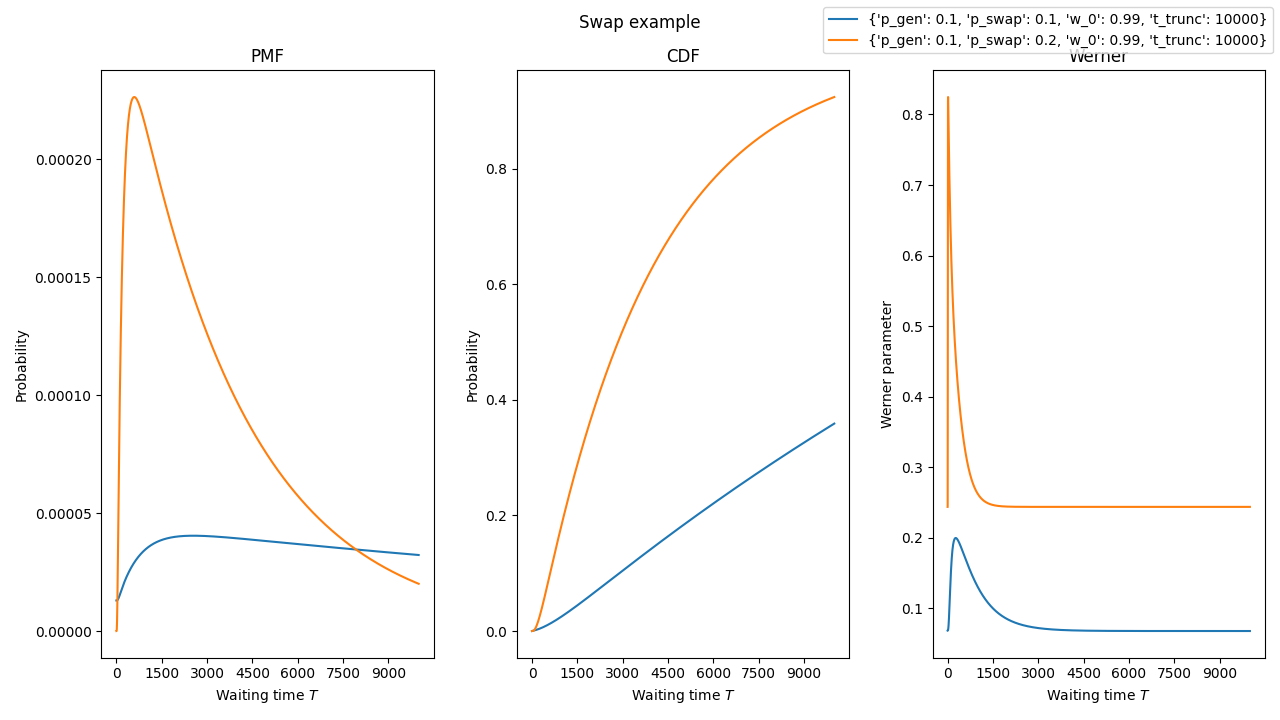 Swap example
{'p_gen': 0.1, 'p_swap': 0.1, 'w_0': 0.99, 't_trunc': 10000}
{'p_gen': 0.1, 'p_swap': 0.2, 'w_0': 0.99, 't_trunc': 10000}
PMF
Probability
0.00020
0.00015
0.00010
0.00005
0.00000
0 1500 3000 4500 6000 7500 9000
Waiting time T
CDF
Probability
0.8
0.6
0.4
0.2
0.0
0 1500 3000 4500 6000 7500 9000
Waiting time T
Werner
Werner parameter
0.8
0.7
0.6
0.5
0.4
0.3
0.2
0.1
0 1500 3000 4500 6000 7500 9000
Waiting time T